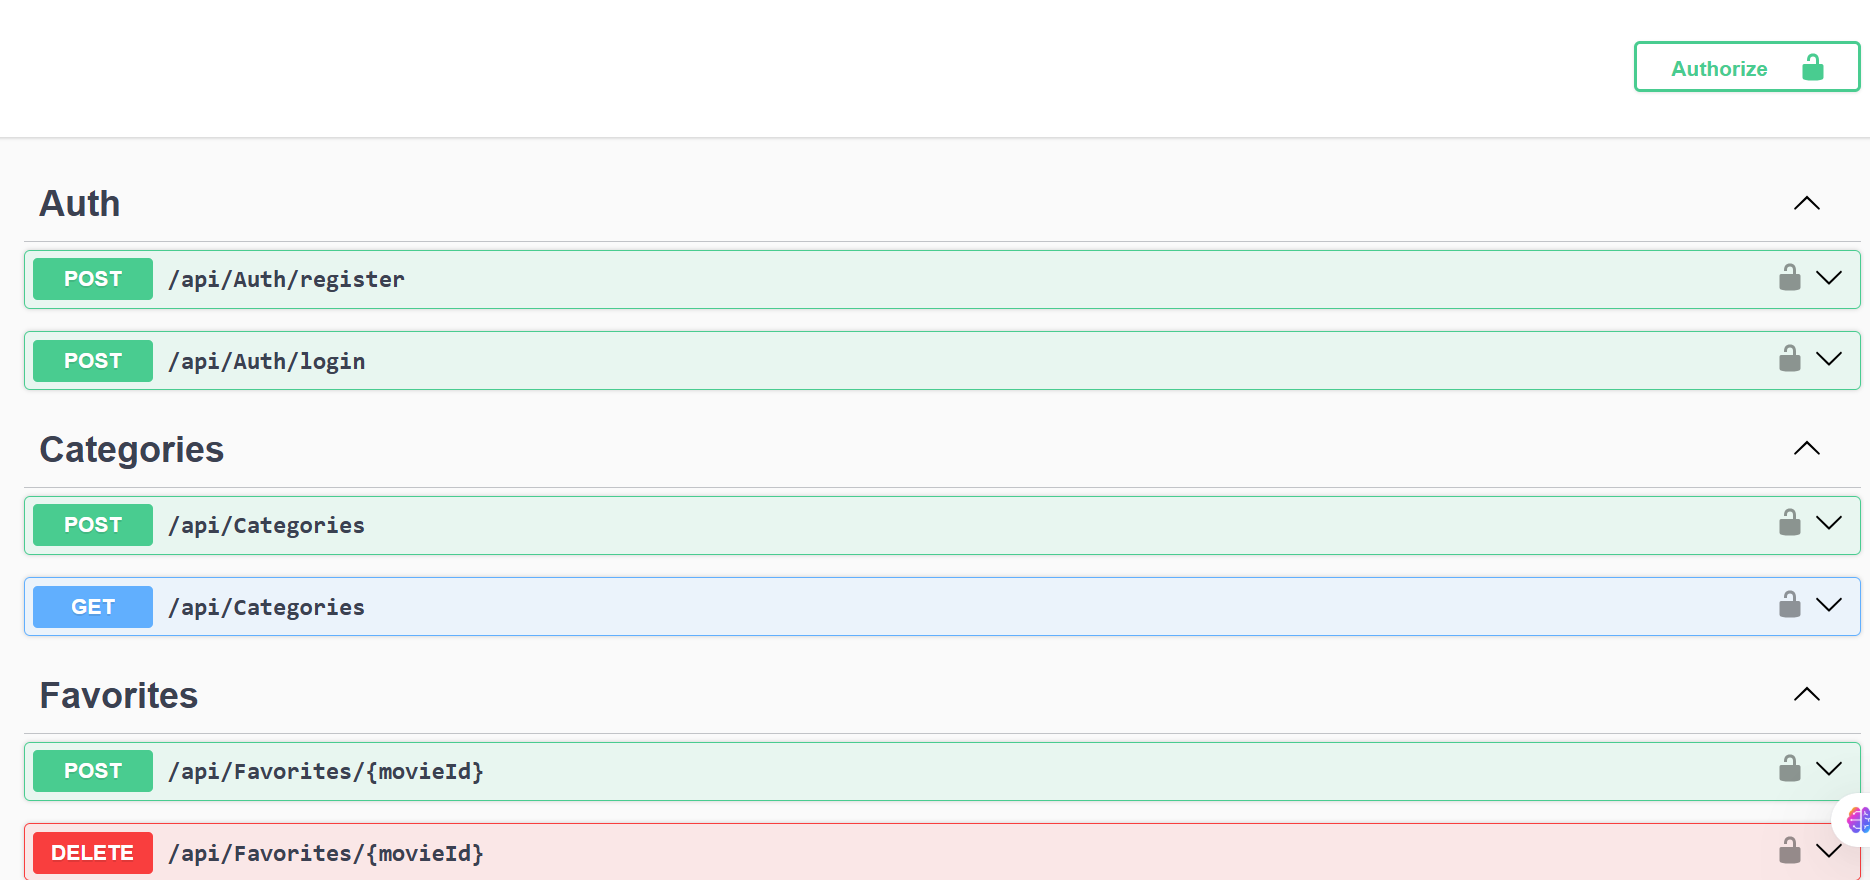 Authorize
Auth
POST /api/Auth/register
POST /api/Auth/login
Categories
POST /api/Categories
GET /api/Categories
Favorites
POST /api/Favorites/{movieId}
DELETE /api/Favorites/{movieId}